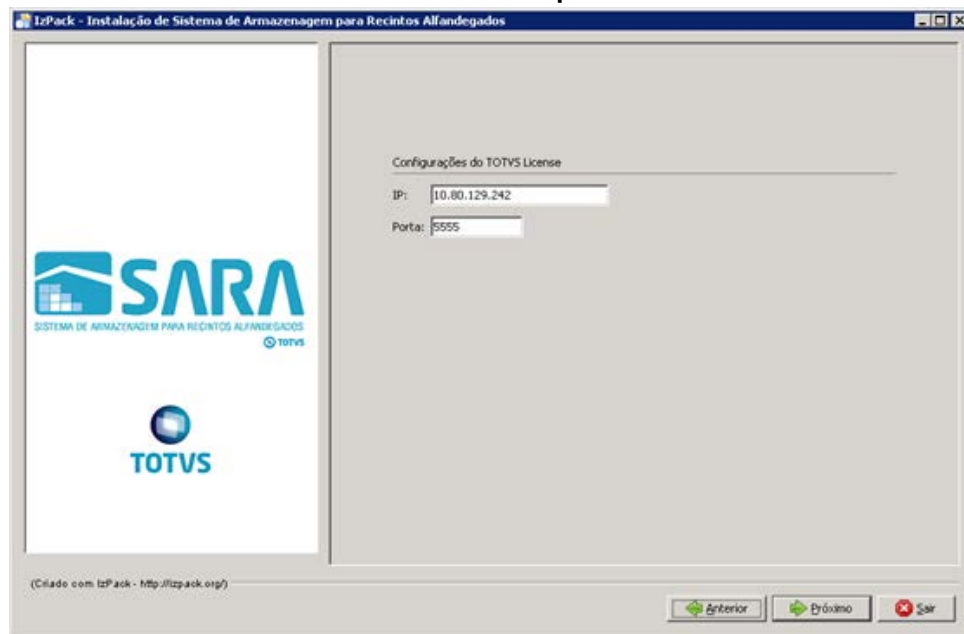 IzPack - Instalação de Sistema de Armazenagem para Recintos Alfandegados
Configurações do TOTVS License
IP: 10.80.129.242
Porta: 5555
SARA
SISTEMA DE ARMAZENAGEM PARA RECINTOS ALFANDEGADOS
TOTVS
TOTVS
(Criado com IzPack - http://izpack.org/)
Anterior Próximo Sair